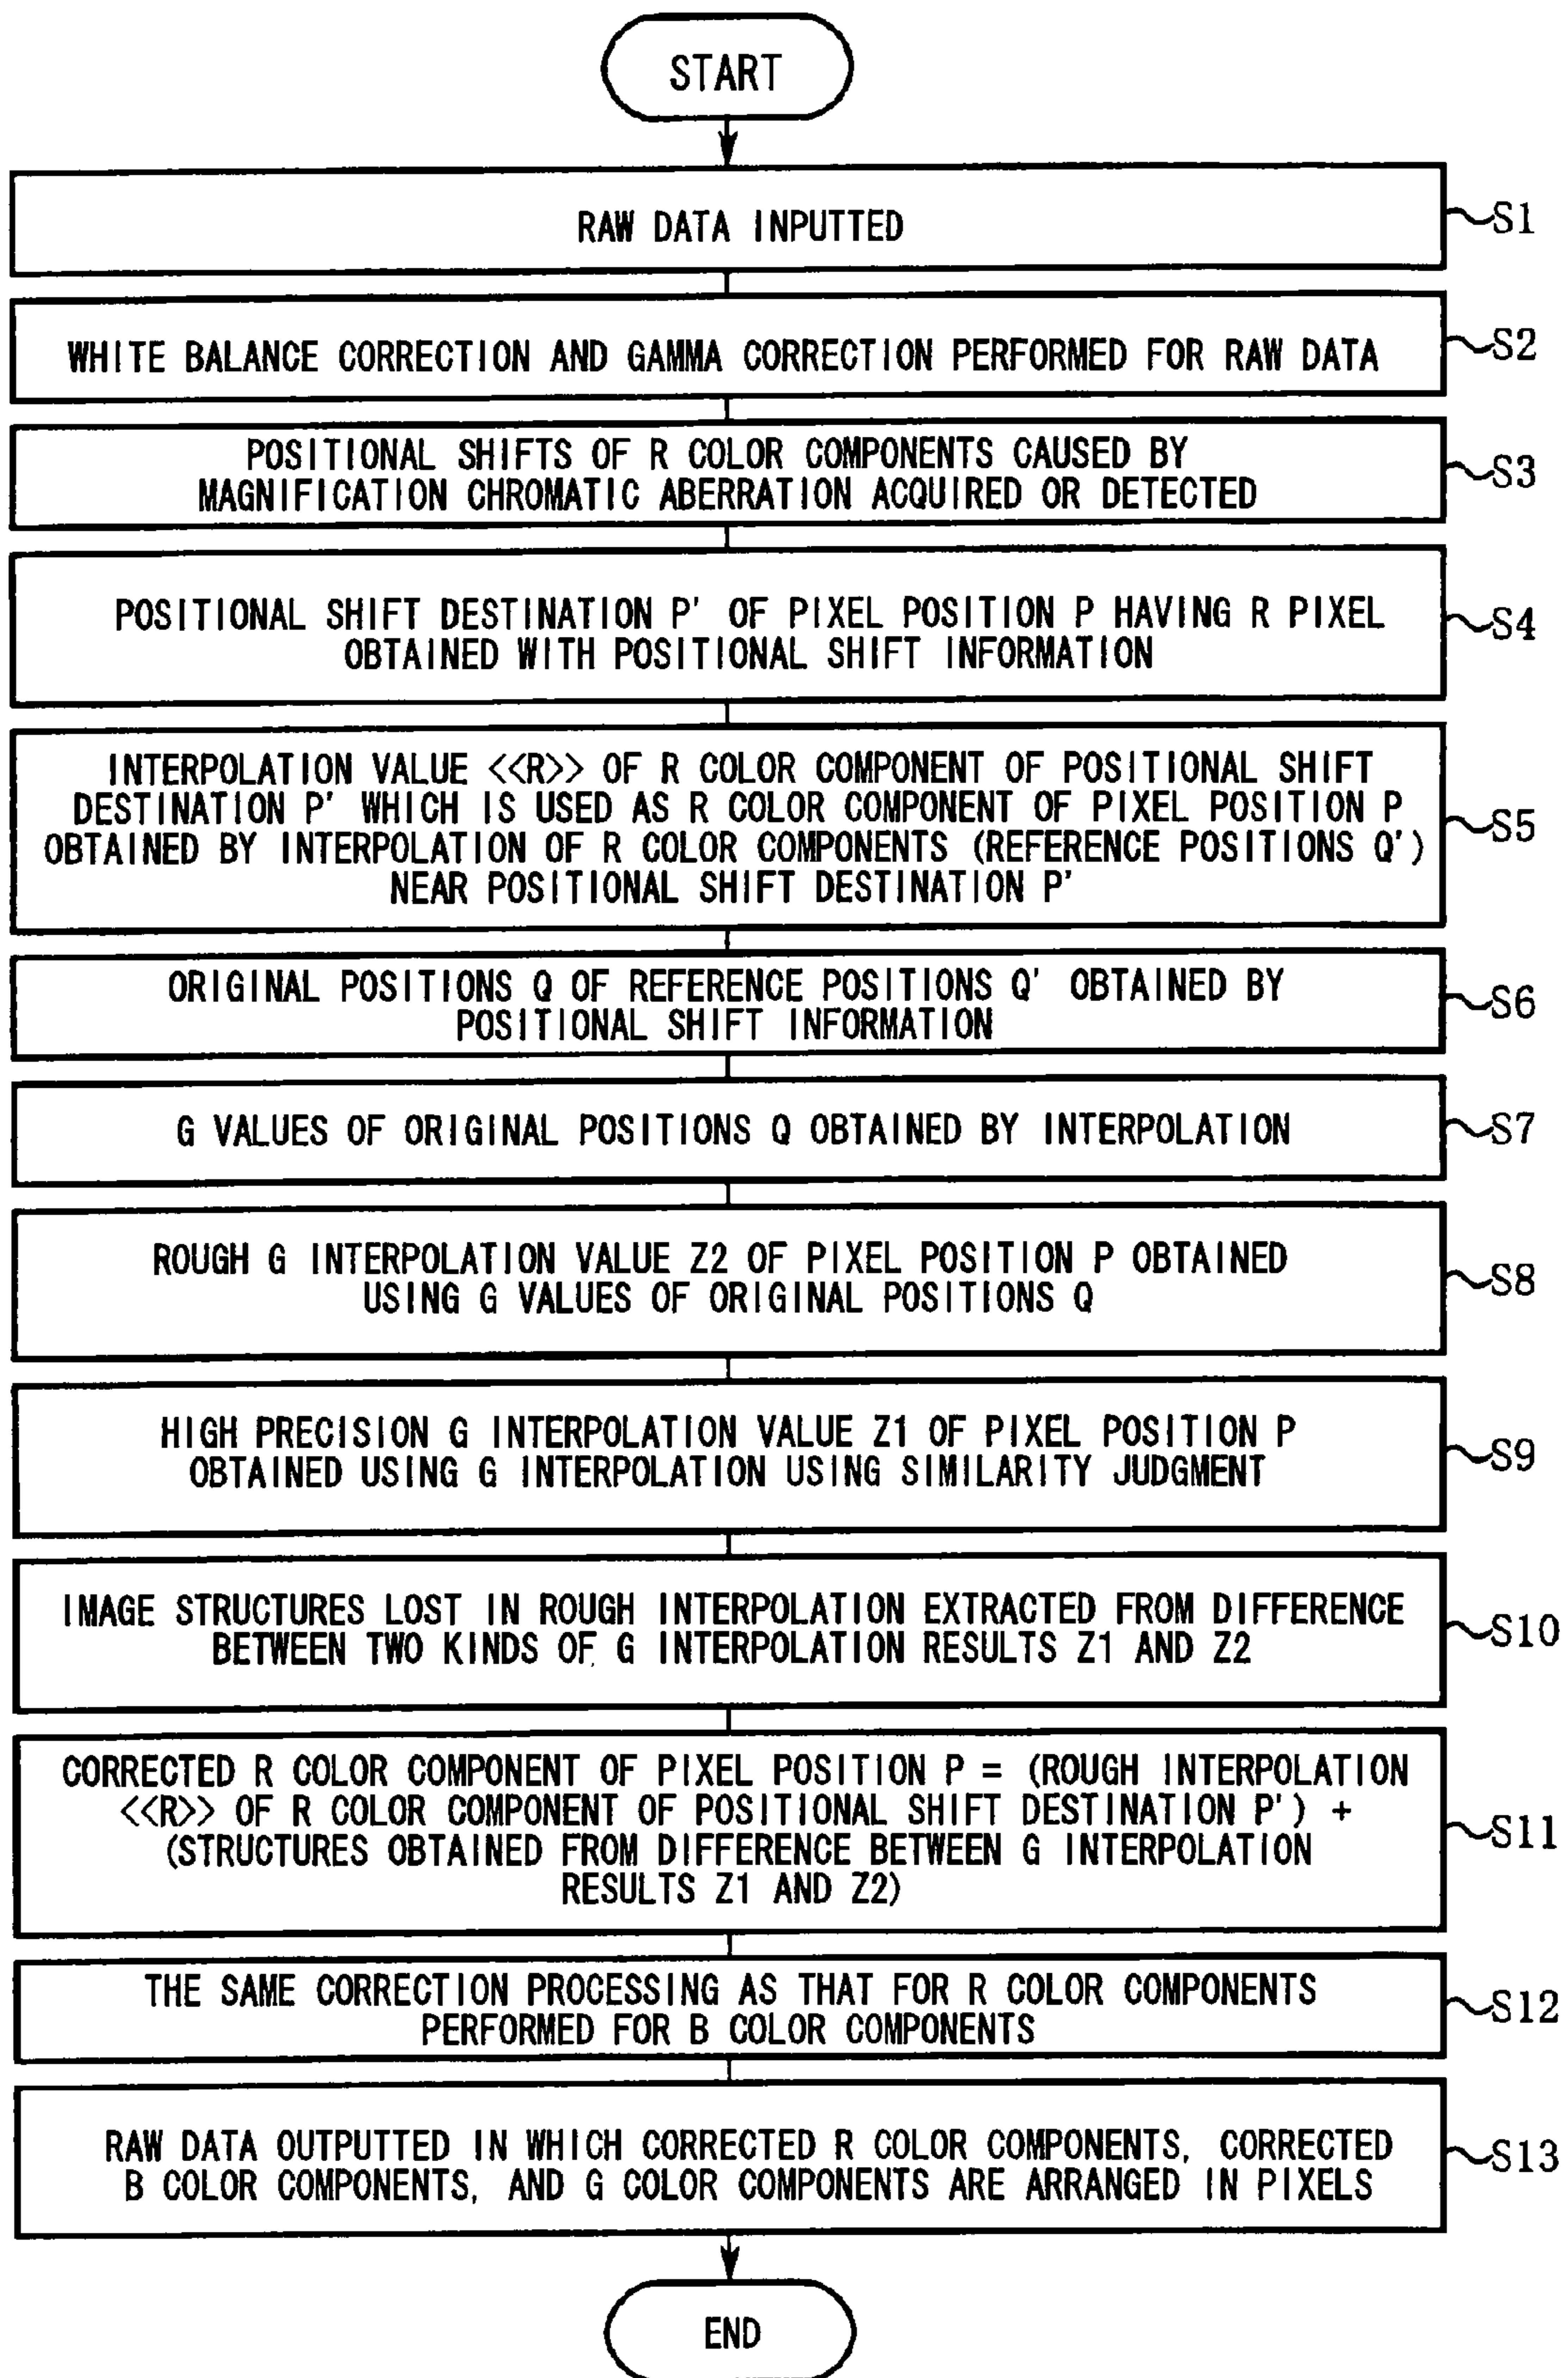 START
RAW DATA INPUTTED
S1
WHITE BALANCE CORRECTION AND GAMMA CORRECTION PERFORMED FOR RAW DATA
S2
POSITIONAL SHIFTS OF R COLOR COMPONENTS CAUSED BY
MAGNIFICATION CHROMATIC ABERRATION ACQUIRED OR DETECTED
S3
POSITIONAL SHIFT DESTINATION P' OF PIXEL POSITION P HAVING R PIXEL
OBTAINED WITH POSITIONAL SHIFT INFORMATION
S4
INTERPOLATION VALUE <<R>> OF R COLOR COMPONENT OF POSITIONAL SHIFT
DESTINATION P' WHICH IS USED AS R COLOR COMPONENT OF PIXEL POSITION P
OBTAINED BY INTERPOLATION OF R COLOR COMPONENTS (REFERENCE POSITIONS Q')
NEAR POSITIONAL SHIFT DESTINATION P'
S5
ORIGINAL POSITIONS Q OF REFERENCE POSITIONS Q' OBTAINED BY
POSITIONAL SHIFT INFORMATION
S6
G VALUES OF ORIGINAL POSITIONS Q OBTAINED BY INTERPOLATION
S7
ROUGH G INTERPOLATION VALUE Z2 OF PIXEL POSITION P OBTAINED
USING G VALUES OF ORIGINAL POSITIONS Q
S8
HIGH PRECISION G INTERPOLATION VALUE Z1 OF PIXEL POSITION P
OBTAINED USING G INTERPOLATION USING SIMILARITY JUDGMENT
S9
IMAGE STRUCTURES LOST IN ROUGH INTERPOLATION EXTRACTED FROM DIFFERENCE
BETWEEN TWO KINDS OF G INTERPOLATION RESULTS Z1 AND Z2
S10
CORRECTED R COLOR COMPONENT OF PIXEL POSITION P = (ROUGH INTERPOLATION
<<R>> OF R COLOR COMPONENT OF POSITIONAL SHIFT DESTINATION P') +
(STRUCTURES OBTAINED FROM DIFFERENCE BETWEEN G INTERPOLATION
RESULTS Z1 AND Z2)
S11
THE SAME CORRECTION PROCESSING AS THAT FOR R COLOR COMPONENTS
PERFORMED FOR B COLOR COMPONENTS
S12
RAW DATA OUTPUTTED IN WHICH CORRECTED R COLOR COMPONENTS, CORRECTED
B COLOR COMPONENTS, AND G COLOR COMPONENTS ARE ARRANGED IN PIXELS
S13
END